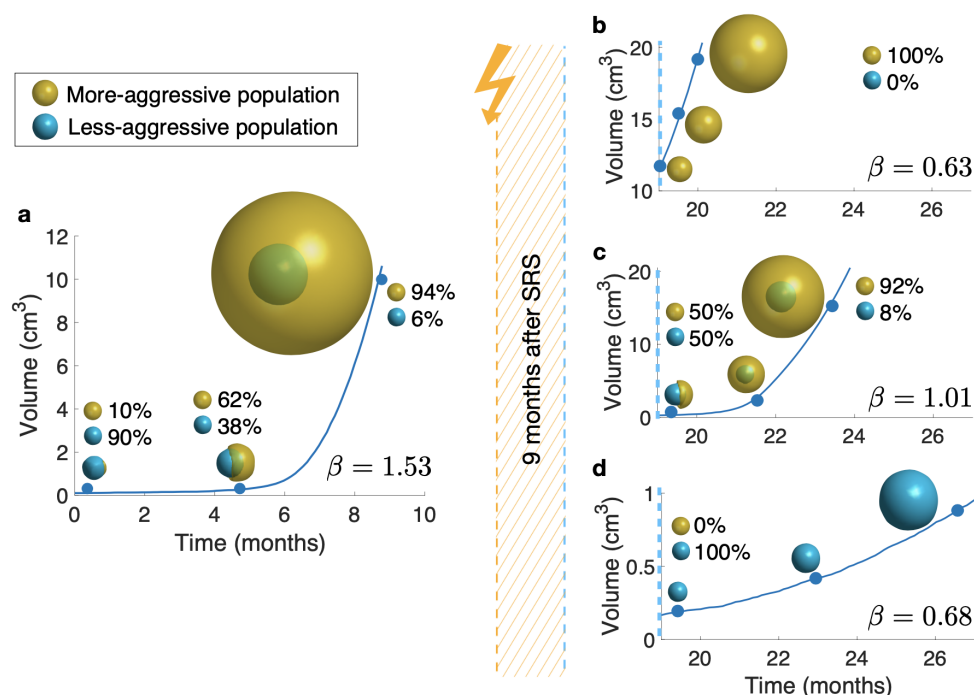 More-aggressive population
Less-aggressive population
a
12
10
8
6
4
2
0
Volume (cm³)
10%
90%
62%
38%
94%
6%
β = 1.53
0 2 4 6 8 10
Time (months)
9 months after SRS
b
20
15
10
Volume (cm³)
100%
0%
β = 0.63
20 22 24 26
c
20
10
0
Volume (cm³)
50%
50%
92%
8%
β = 1.01
20 22 24 26
d
1
0.5
0
Volume (cm³)
0%
100%
β = 0.68
20 22 24 26
Time (months)